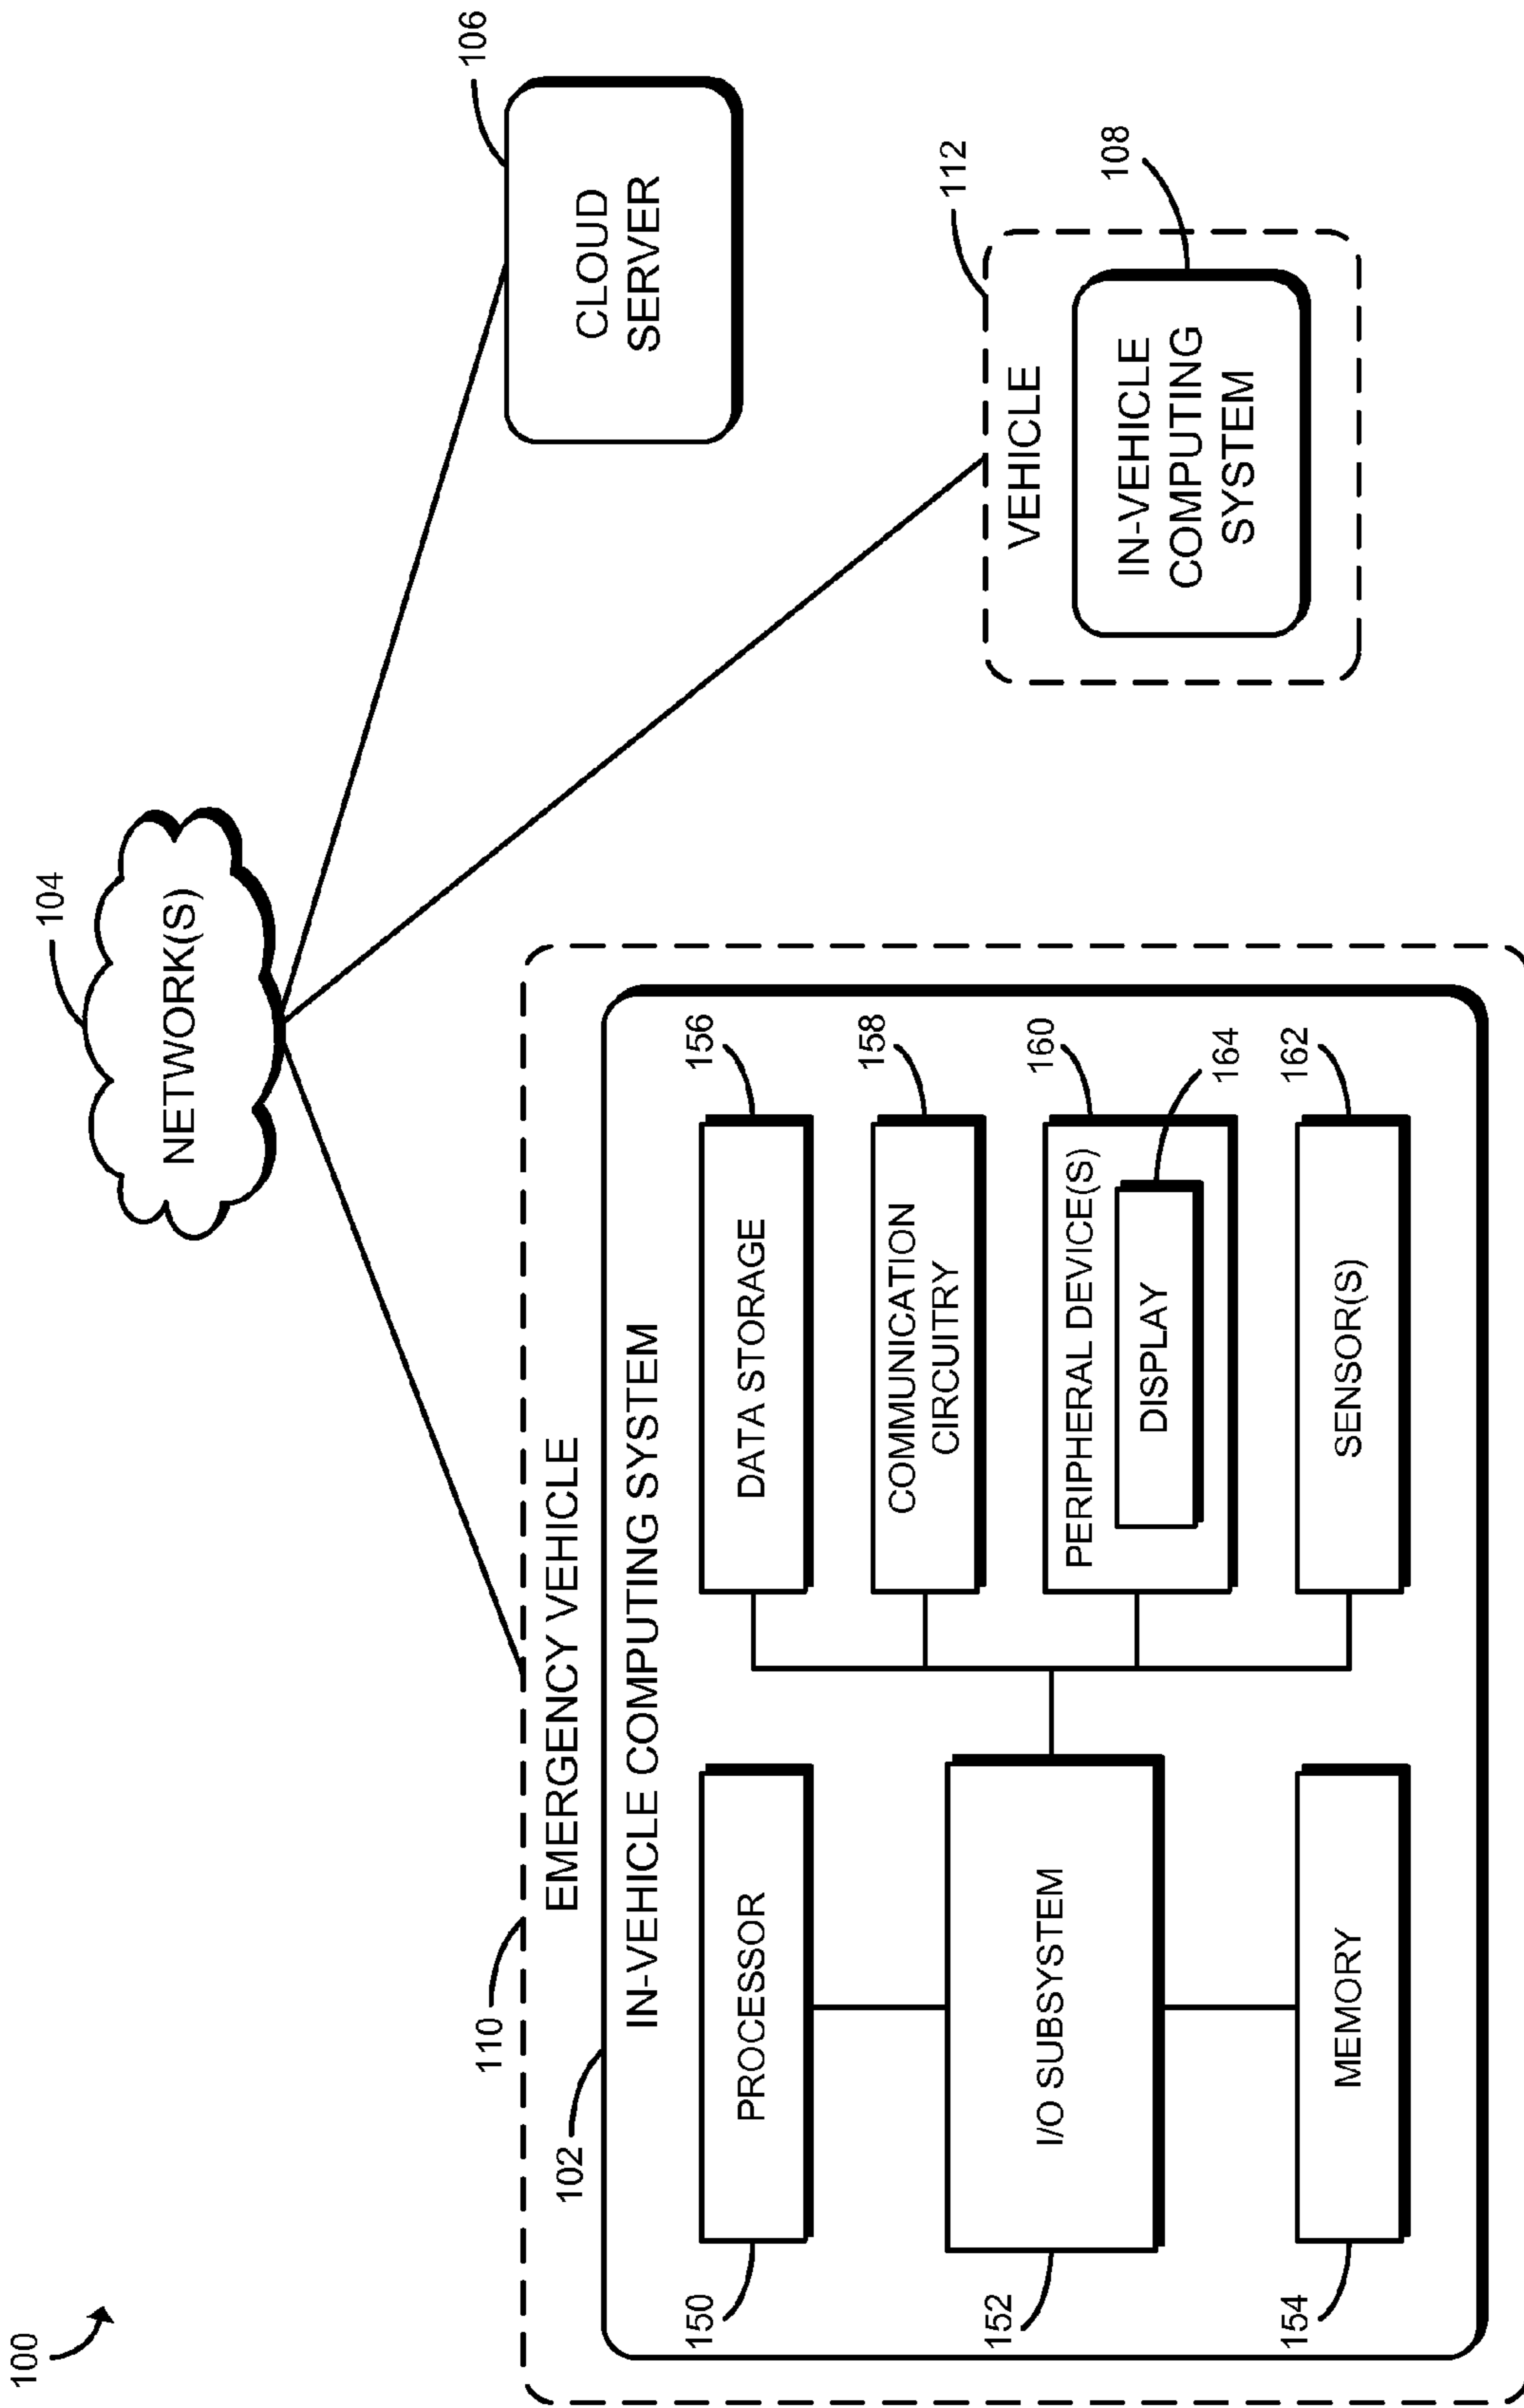 100
104
NETWORK(S)
106
CLOUD
SERVER
110
EMERGENCY VEHICLE
102
IN-VEHICLE COMPUTING SYSTEM
150
PROCESSOR
152
I/O SUBSYSTEM
154
MEMORY
DATA STORAGE
156
COMMUNICATION
CIRCUITRY
158
PERIPHERAL DEVICE(S)
160
DISPLAY
164
SENSOR(S)
162
112
VEHICLE
108
IN-VEHICLE
COMPUTING
SYSTEM